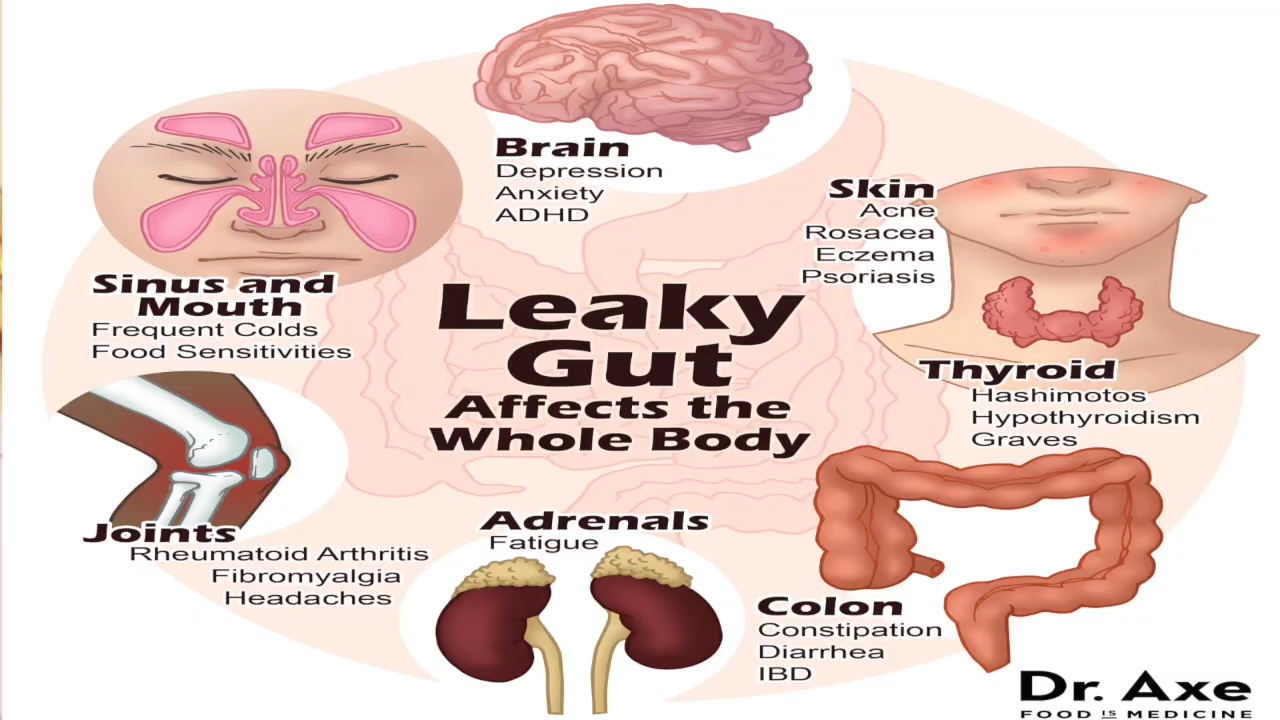 Brain
Depression
Anxiety
ADHD
Skin
Acne
Rosacea
Eczema
Psoriasis
Sinus and
Mouth
Frequent Colds
Food Sensitivities
Leaky
Gut
Affects the
Whole Body
Thyroid
Hashimotos
Hypothyroidism
Graves
Joints
Rheumatoid Arthritis
Fibromyalgia
Headaches
Adrenals
Fatigue
Colon
Constipation
Diarrhea
IBD
Dr. Axe
FOOD IS MEDICINE